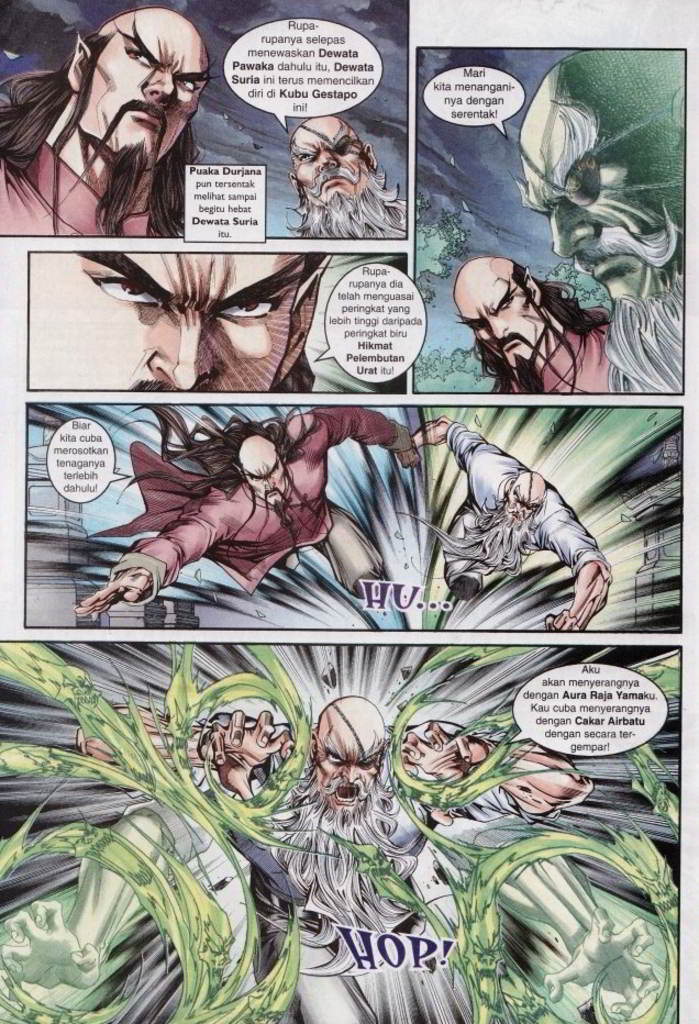 Rupa-
rupanya selepas
menewaskan Dewata
Pawaka dahulu itu, Dewata
Suria ini terus memencilkan
diri di Kubu Gestapo
ini!
Puaka Durjana
pun tersentak
melihat sampai
begitu hebat
Dewata Suria
itu.
Mari
kita menangani-
nya dengan
serentak!
Rupa-
rupanya dia
telah menguasai
peringkat yang
lebih tinggi daripada
peringkat biru
Hikmat
Pelembutan
Urat itu!
Biar
kita cuba
merosotkan
tenaganya
terlebih
dahulu!
HU...
Aku
akan menyerangnya
dengan Aura Raja Yamaku.
Kau cuba menyerangnya
dengan Cakar Airbatu
dengan secara ter-
gempar!
HOP!